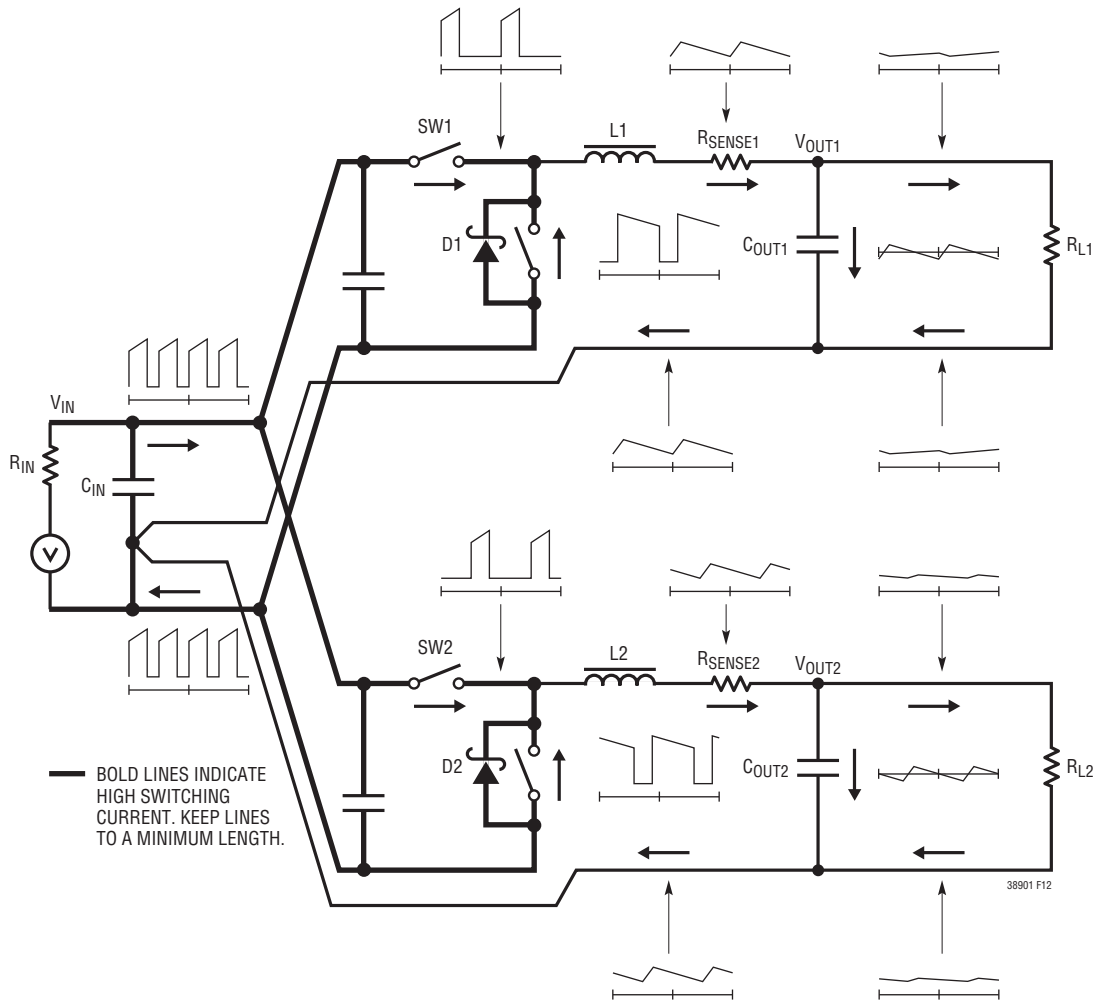 SW1
L1
RSENSE1
VOUT1
D1
COUT1
RL1
VIN
RIN
CIN
V
SW2
L2
RSENSE2
VOUT2
D2
COUT2
RL2
BOLD LINES INDICATE
HIGH SWITCHING
CURRENT. KEEP LINES
TO A MINIMUM LENGTH.
38901 F12